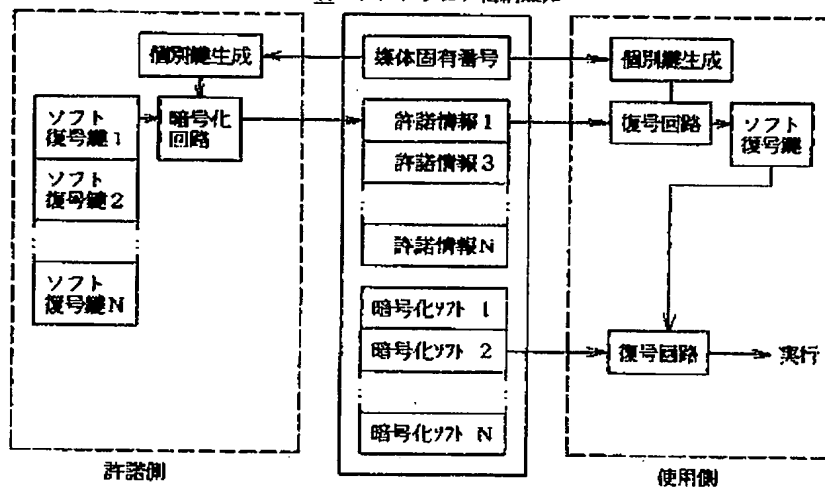 個別鍵生成
媒体固有番号
個別鍵生成
ソフト
復号鍵1
暗号化
回路
許諾情報1
復号回路
ソフト
復号鍵
ソフト
復号鍵2
許諾情報3
ソフト
復号鍵N
許諾情報N
暗号化ソフト 1
暗号化ソフト 2
復号回路
実行
暗号化ソフト N
許諾側
使用側